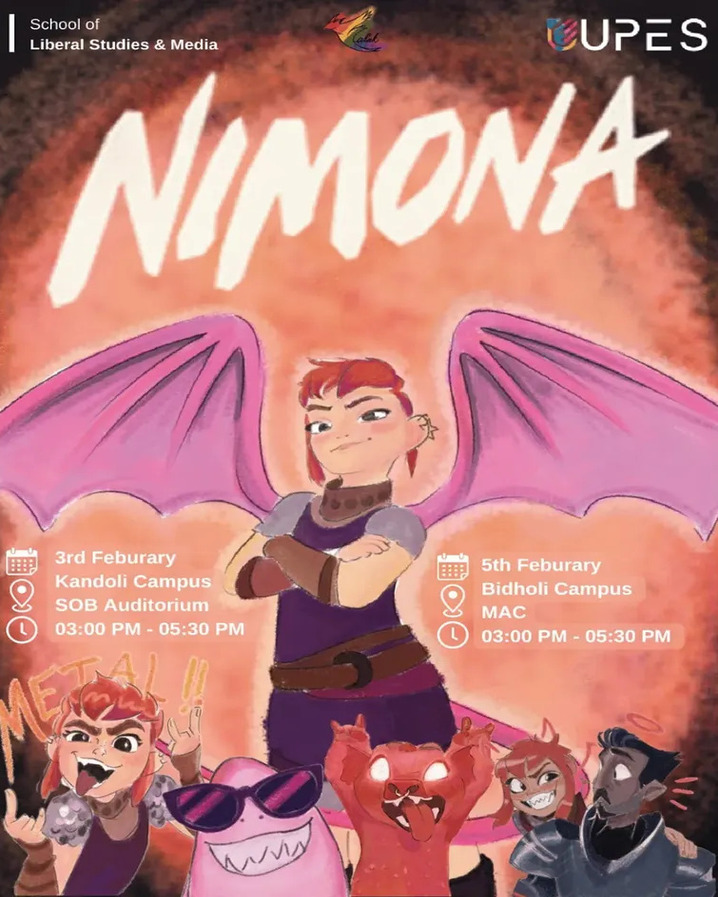 School of
Liberal Studies & Media
UPES
NIMONA
3rd Feburary
Kandoli Campus
SOB Auditorium
03:00 PM - 05:30 PM
5th Feburary
Bidholi Campus
MAC
03:00 PM - 05:30 PM
METAL!!